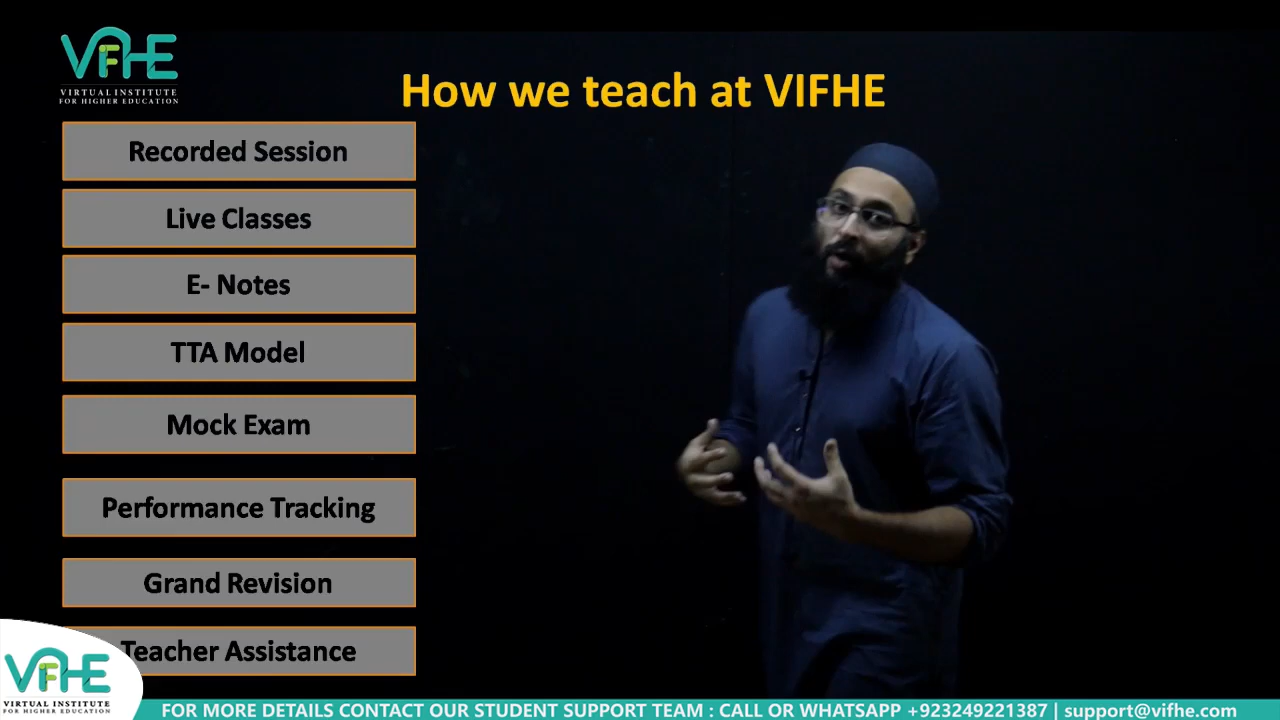 VIFHE
VIRTUAL INSTITUTE
FOR HIGHER EDUCATION
How we teach at VIFHE
Recorded Session
Live Classes
E- Notes
TTA Model
Mock Exam
Performance Tracking
Grand Revision
Teacher Assistance
VIFHE
VIRTUAL INSTITUTE
FOR HIGHER EDUCATION
FOR MORE DETAILS CONTACT OUR STUDENT SUPPORT TEAM : CALL OR WHATSAPP +923249221387 | support@vifhe.com